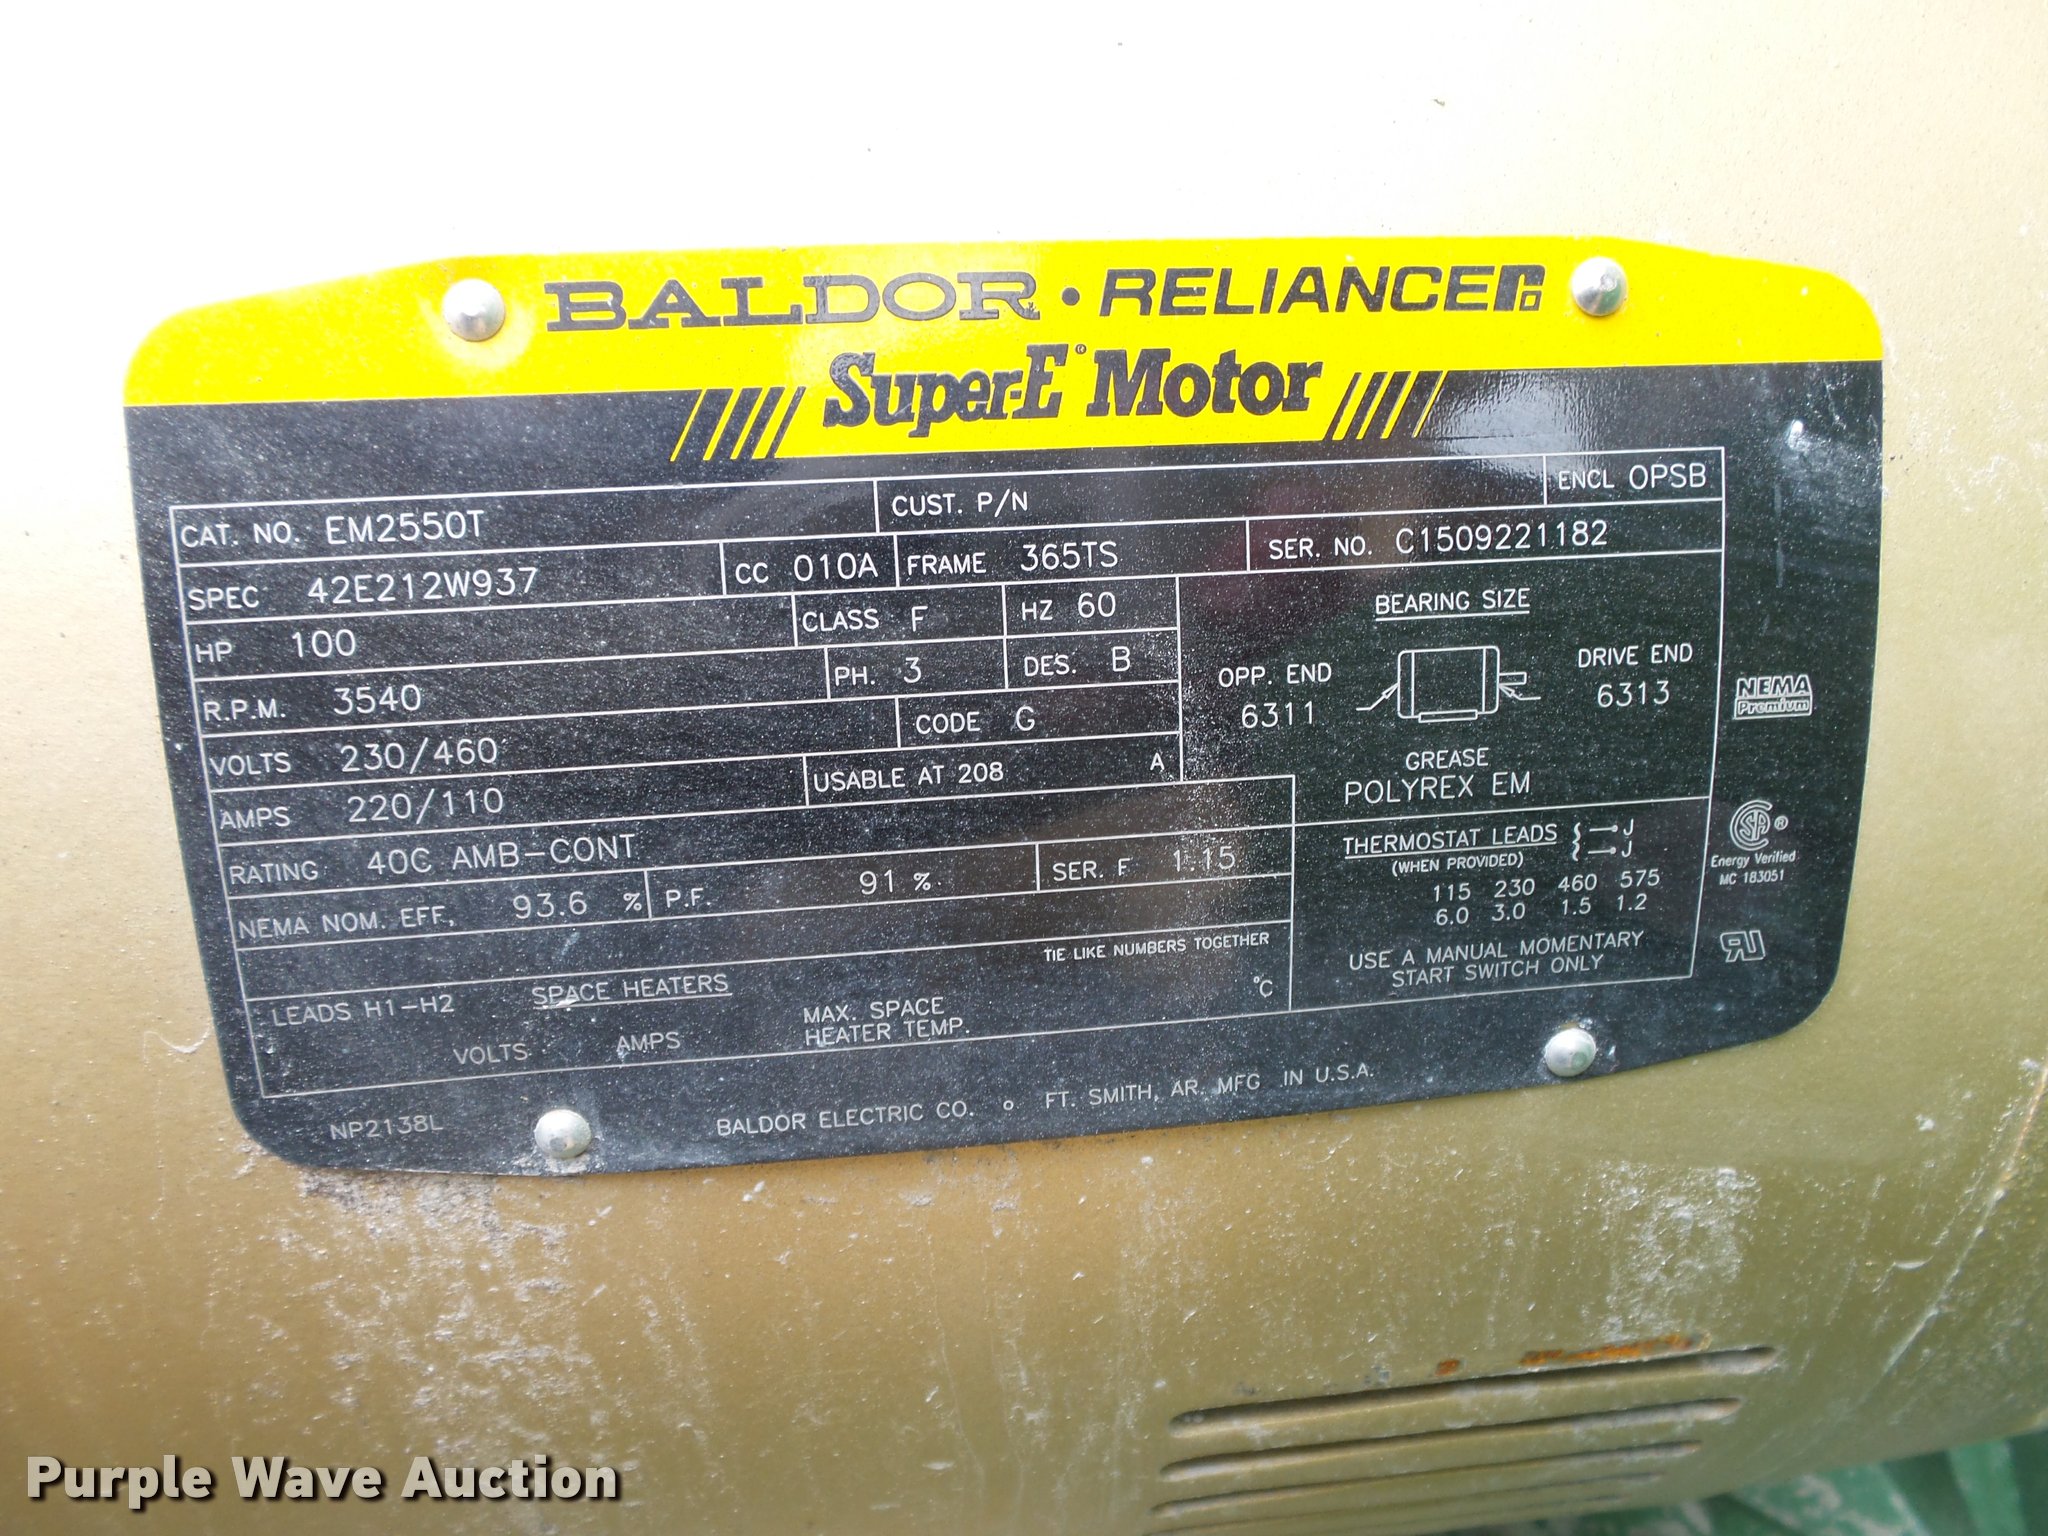 BALDOR • RELIANCER
Super-E® Motor
CAT. NO. EM2550T CUST. P/N ENCL OPSB
SPEC 42E212W937 CC 010A FRAME 365TS SER. NO. C1509221182
HP 100 CLASS F HZ 60
R.P.M. 3540 PH. 3 DES. B
VOLTS 230/460 CODE G
AMPS 220/110 USABLE AT 208 A
RATING 40C AMB-CONT
NEMA NOM. EFF, 93.6 % P.F. 91 % SER. F 1.15
TIE LIKE NUMBERS TOGETHER
LEADS H1-H2 SPACE HEATERS
MAX. SPACE
HEATER TEMP. °C
VOLTS AMPS
BEARING SIZE
OPP. END DRIVE END
6311 6313
GREASE
POLYREX EM
THERMOSTAT LEADS J
(WHEN PROVIDED) J
115 230 460 575
6.0 3.0 1.5 1.2
USE A MANUAL MOMENTARY
START SWITCH ONLY
NEMA
Premium
SA ®
Energy Verified
MC 183051
NP2138L BALDOR ELECTRIC CO. FT. SMITH, AR. MFG IN U.S.A.
Purple Wave Auction